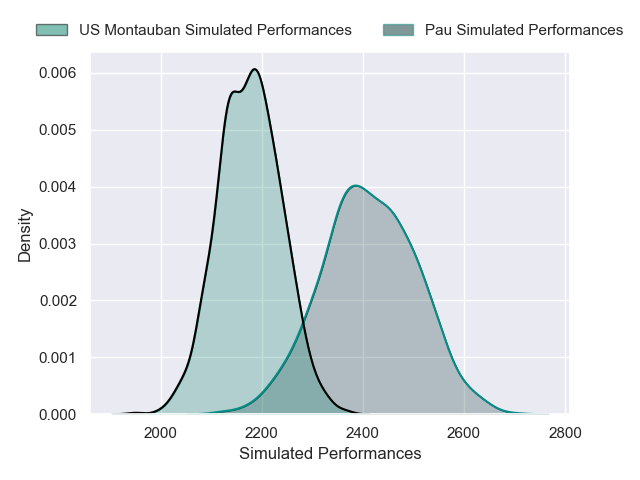 US Montauban Simulated Performances Pau Simulated Performances
0.006
0.005
0.004
0.003
0.002
0.001
0.000
Density
2000 2200 2400 2600 2800
Simulated Performances